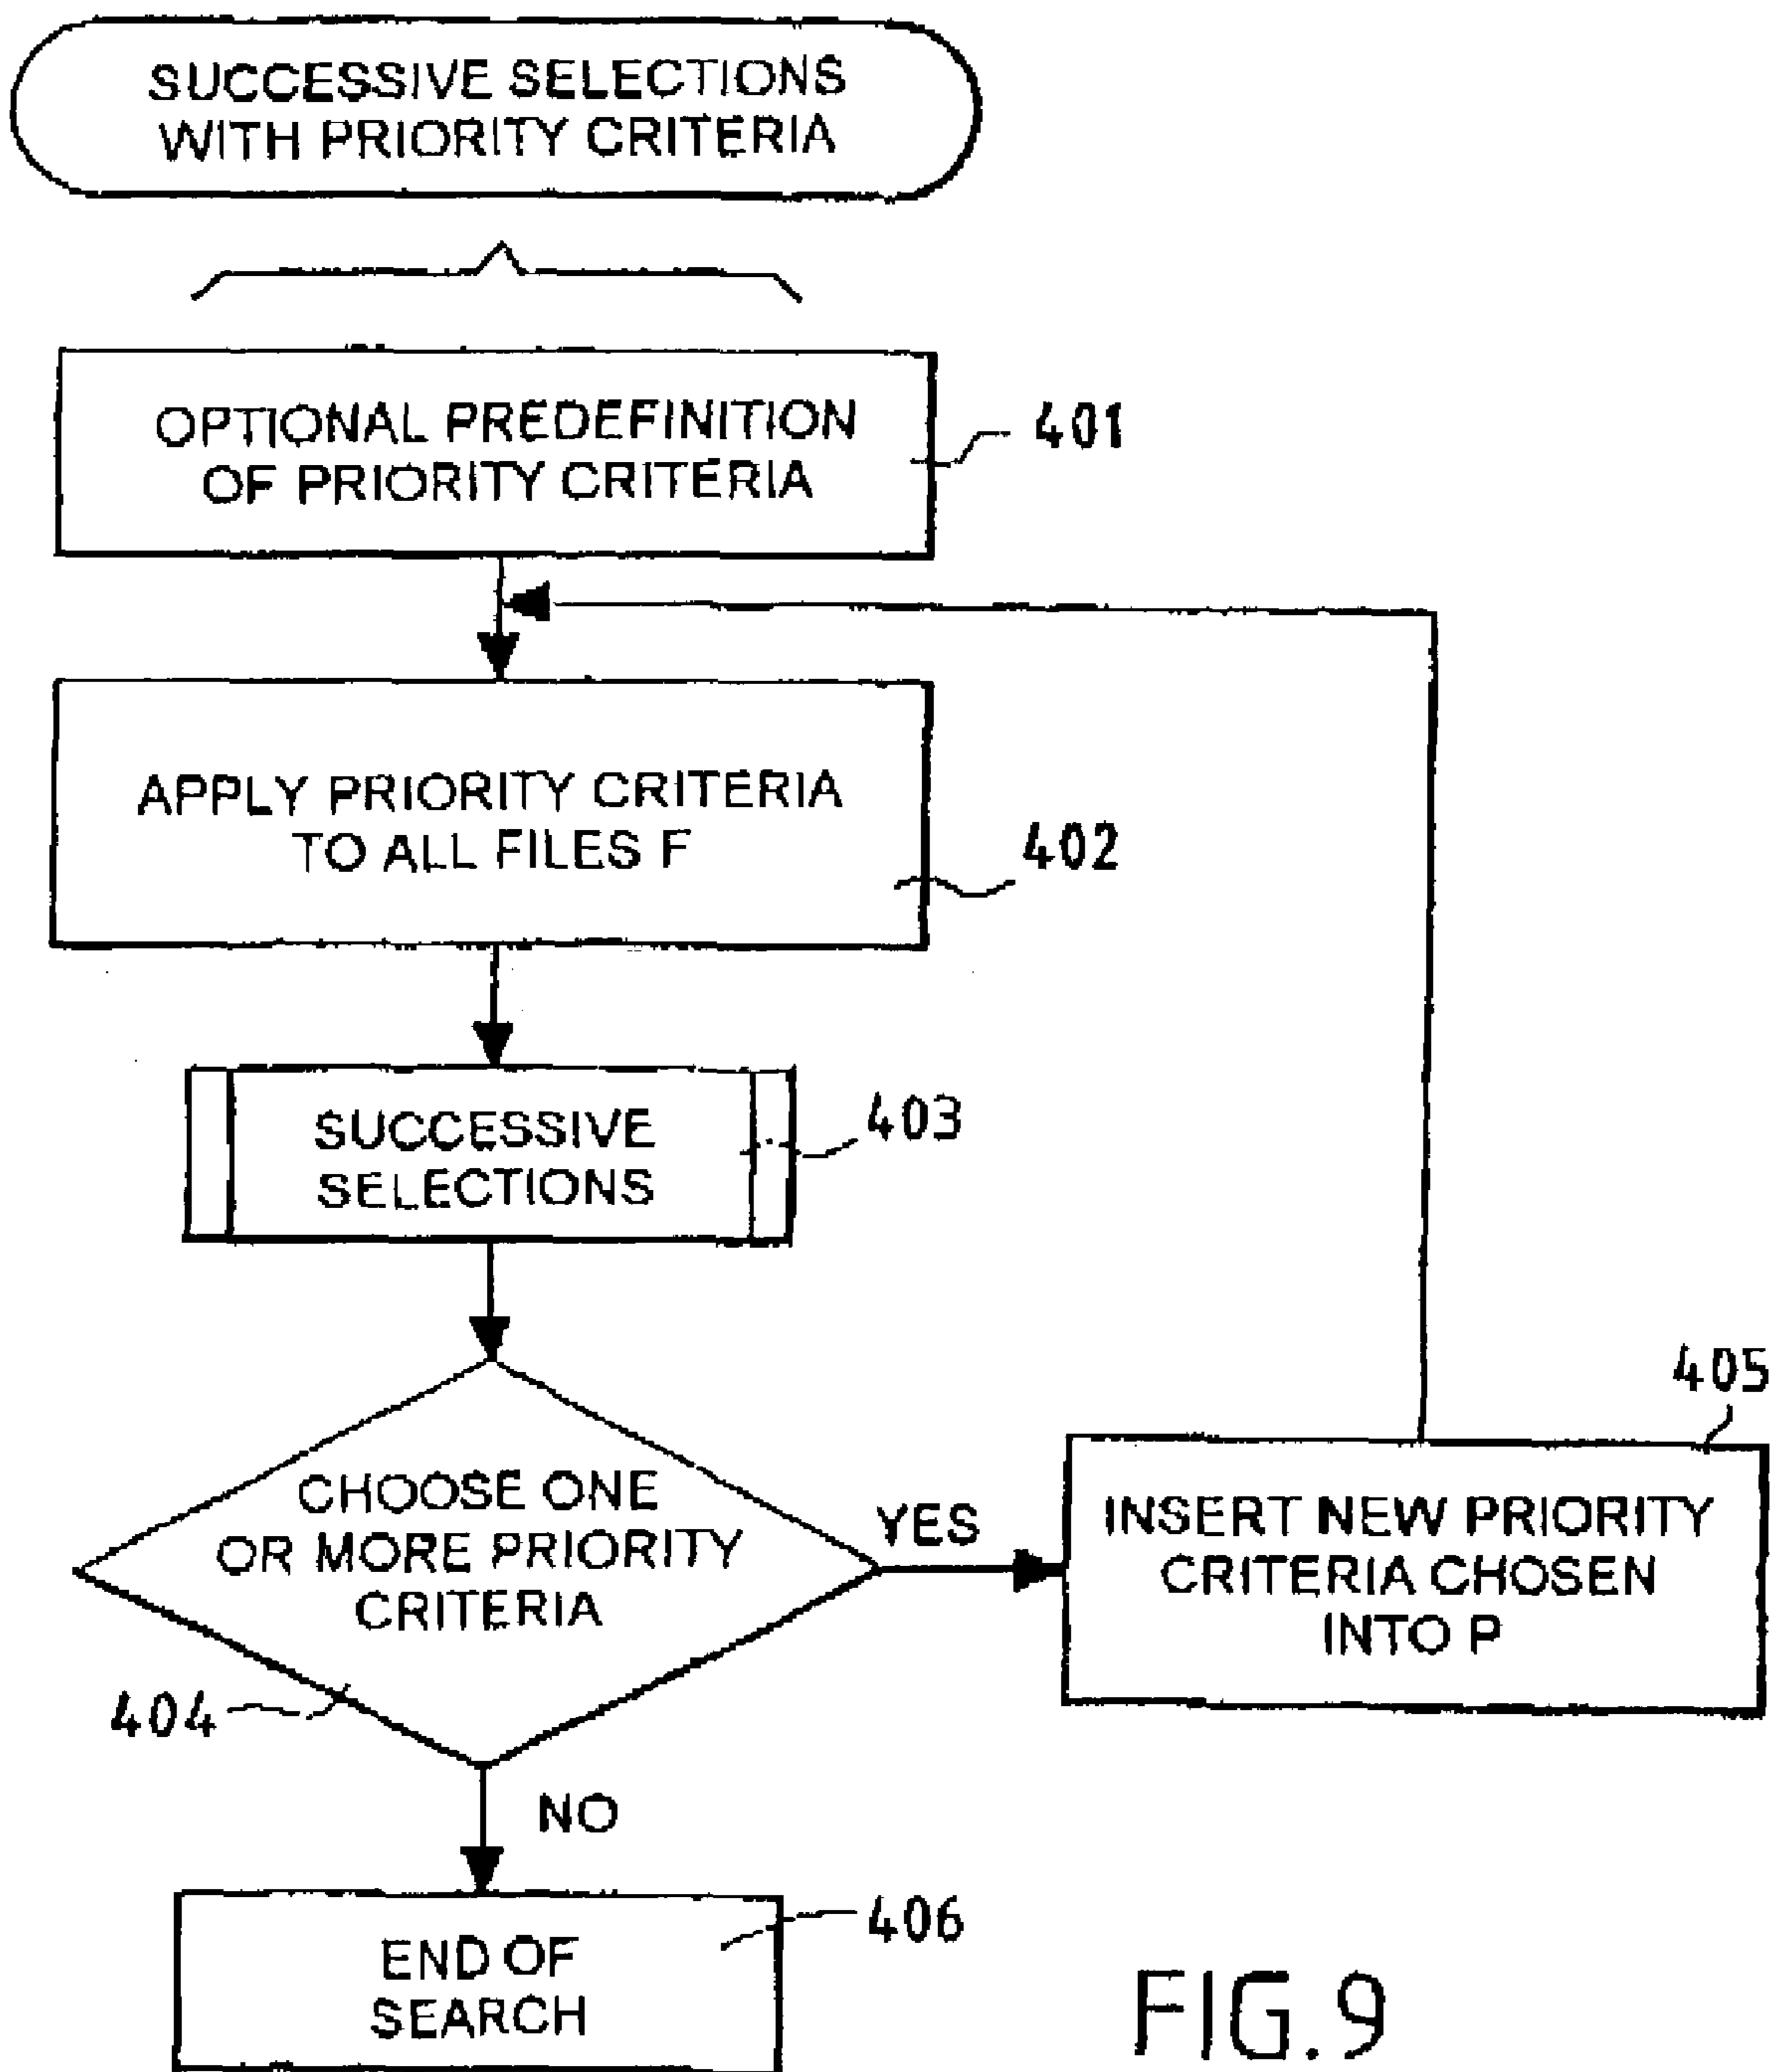 SUCCESSIVE SELECTIONS
WITH PRIORITY CRITERIA
OPTIONAL PREDEFINITION
OF PRIORITY CRITERIA
401
APPLY PRIORITY CRITERIA
TO ALL FILES F
402
SUCCESSIVE
SELECTIONS
403
CHOOSE ONE
OR MORE PRIORITY
CRITERIA
404
YES
405
INSERT NEW PRIORITY
CRITERIA CHOSEN
INTO P
NO
END OF
SEARCH
406
FIG.9